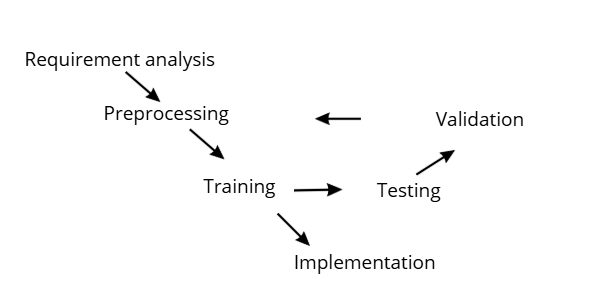 Requirement analysis
Preprocessing
Validation
Training
Testing
Implementation